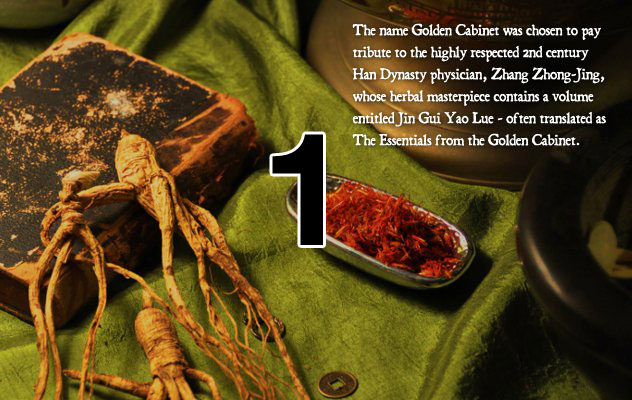 The name Golden Cabinet was chosen to pay
tribute to the highly respected 2nd century
Han Dynasty physician, Zhang Zhong-Jing,
whose herbal masterpiece contains a volume
entitled Jin Gui Yao Lue - often translated as
The Essentials from the Golden Cabinet.
1